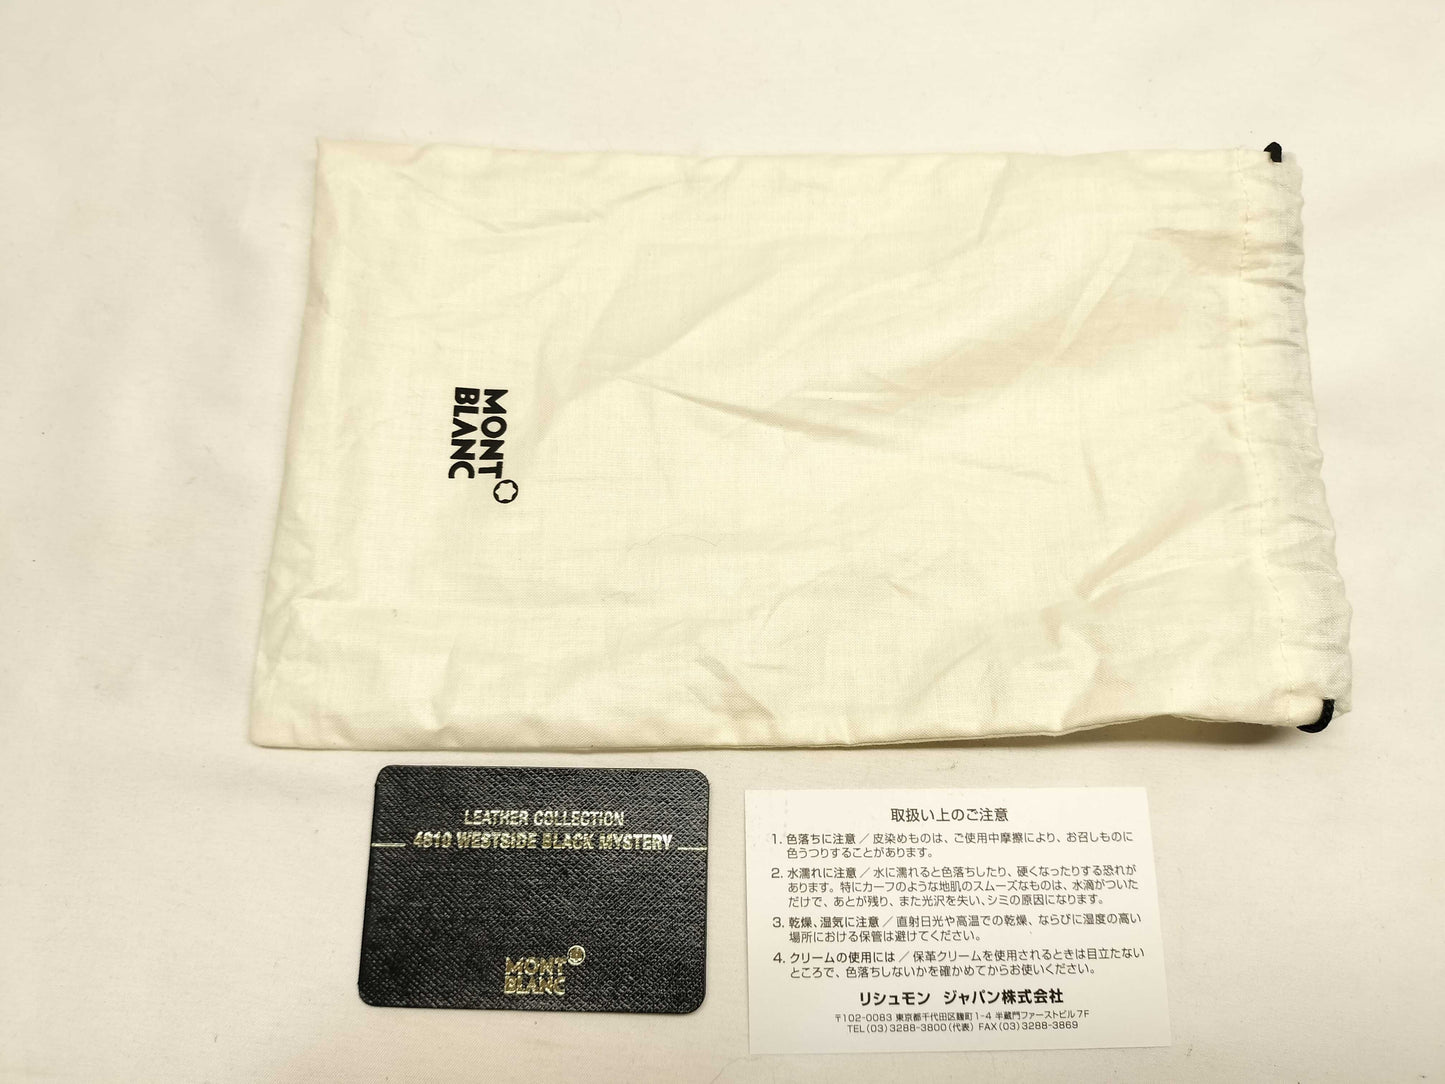 MONT
BLANC
LEATHER COLLECTION
4810 WESTSIDE BLACK MYSTERY
MONT
BLANC
取扱い上のご注意
1. 色落ちに注意／皮染めものは、ご使用中摩擦により、お召しものに
色うつりすることがあります。
2. 水濡れに注意／水に濡れると色落ちしたり、硬くなったりする恐れが
あります。特にカーフのような地肌のスムーズなものは、水滴がついた
だけで、あとが残り、また光沢を失い、シミの原因になります。
3. 乾燥、湿気に注意／直射日光や高温での乾燥、ならびに湿度の高い
場所における保管は避けてください。
4. クリームの使用には／保革クリームを使用されるときは目立たない
ところで、色落ちしないかを確かめてからお使いください。
リシュモン ジャパン株式会社
〒102-0083 東京都千代田区麹町1-4 半蔵門ファーストビル7F
TEL(03)3288-3800(代表) FAX(03)3288-3869